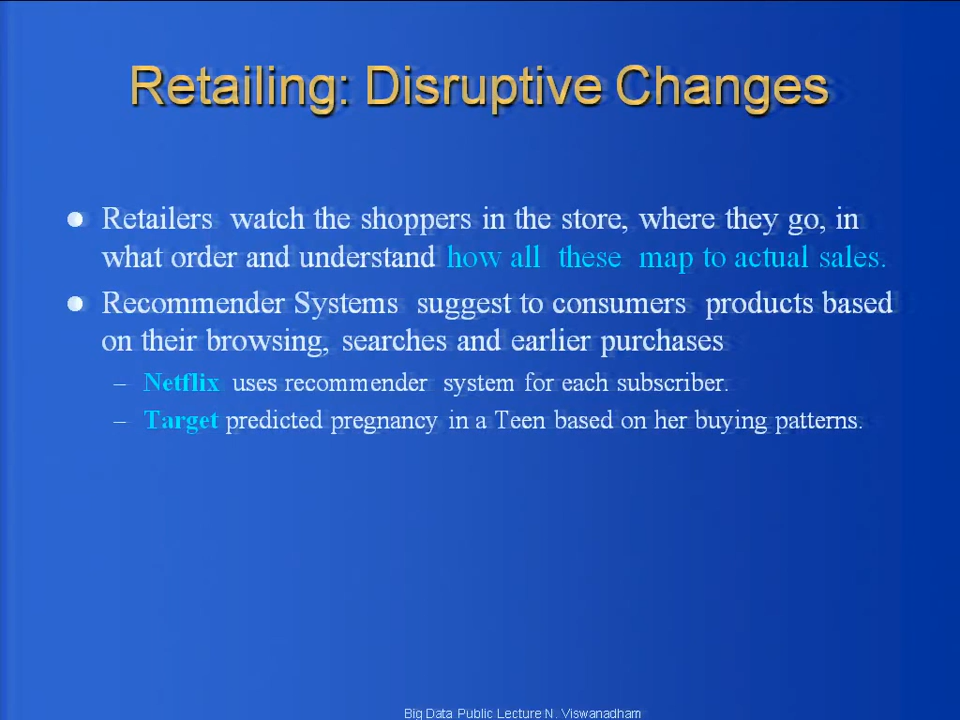 Retailing: Disruptive Changes
● Retailers watch the shoppers in the store, where they go, in
what order and understand how all these map to actual sales.
● Recommender Systems suggest to consumers products based
on their browsing, searches and earlier purchases
– Netflix uses recommender system for each subscriber.
– Target predicted pregnancy in a Teen based on her buying patterns.
Big Data Public Lecture N. Viswanadham